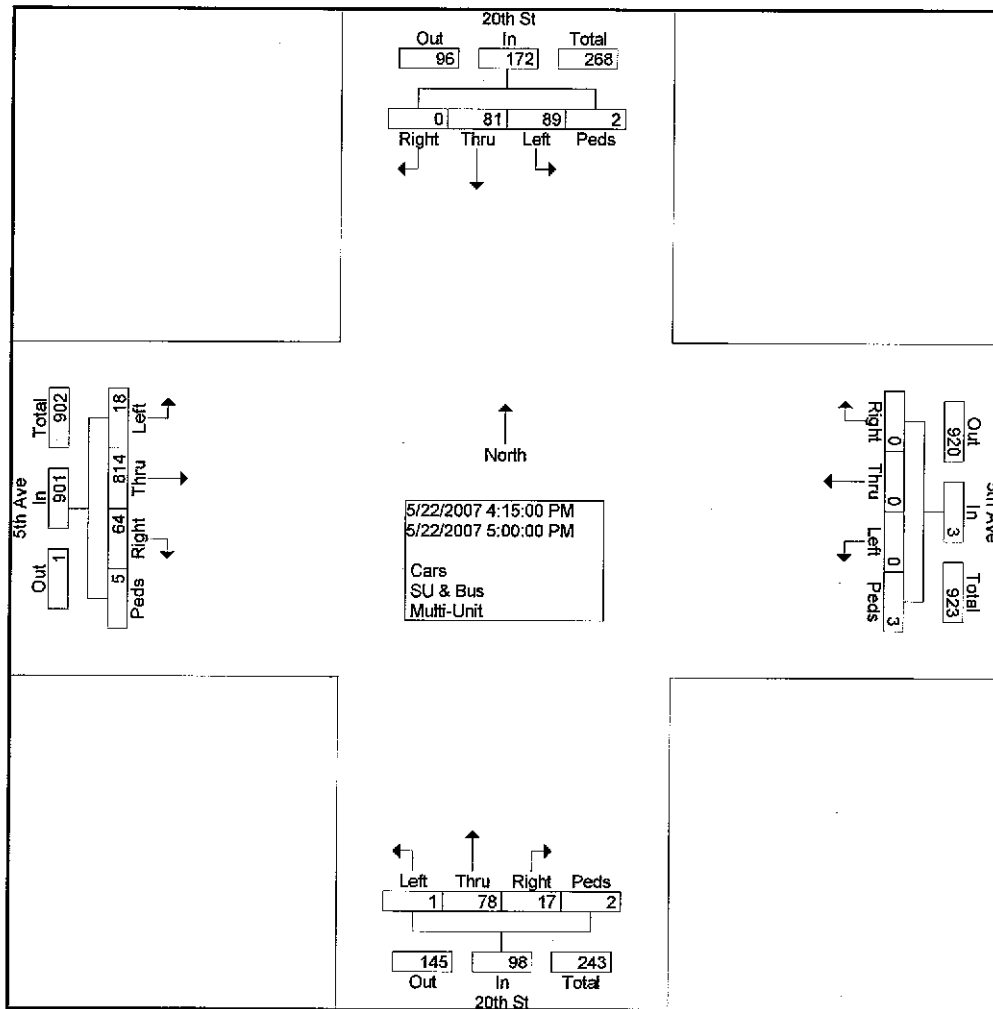 20th St
Out In Total
96 172 268
0 81 89 2
Right Thru Left Peds
North
5/22/2007 4:15:00 PM
5/22/2007 5:00:00 PM
Cars
SU & Bus
Multi-Unit
5th Ave
Total In Out
902 901 1
18 814 64 5
Left Thru Right Peds
Out In Total
920 3 923
0 0 0 3
Right Thru Left Peds
Ave
Left Thru Right Peds
1 78 17 2
145 98 243
Out In Total
20th St